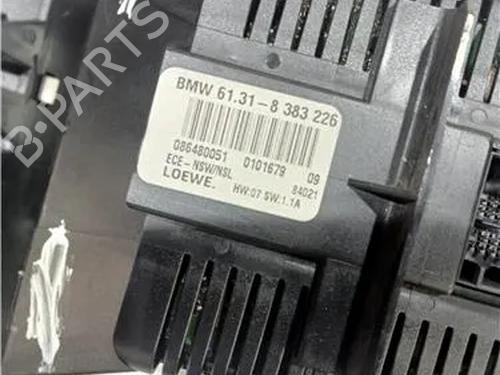 B-PARTS
BMW 61.31-8 383 226
086480051 0101679 09
ECE-NSW/NSL 84021
LOEWE. HW:07 SW:1.1A